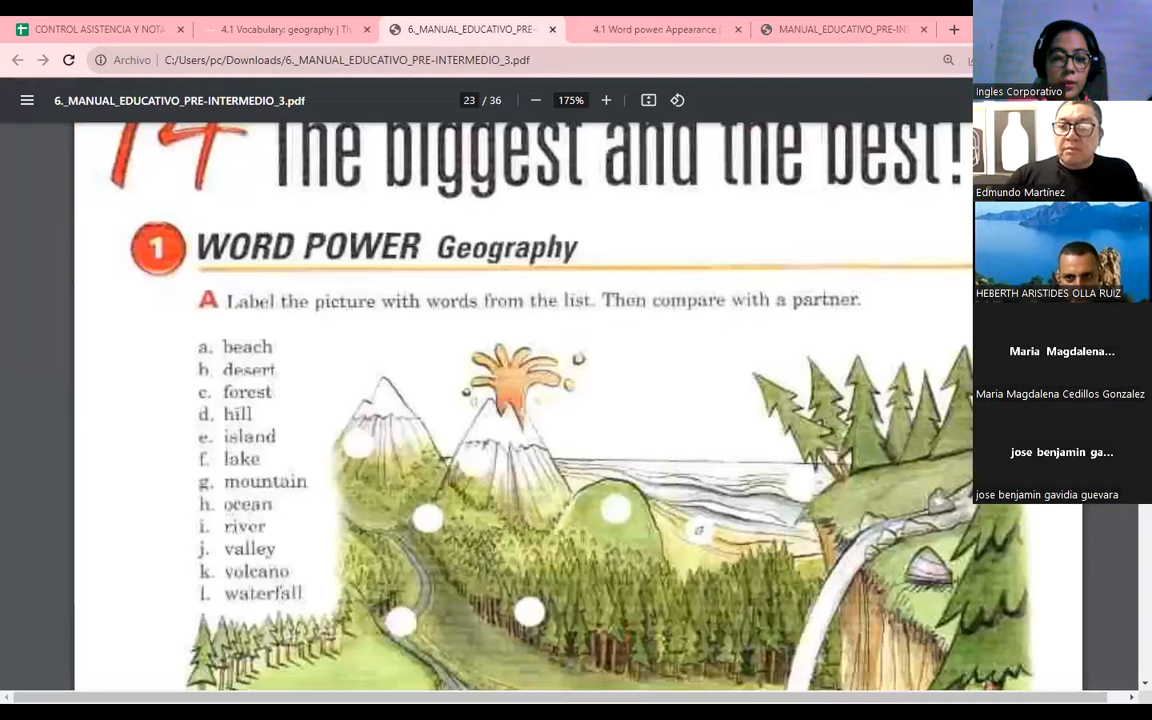 CONTROL ASISTENCIA Y NOTA
4.1 Vocabulary: geography | Th
6._MANUAL_EDUCATIVO_PRE-
4.1 Word power: Appearance |
MANUAL_EDUCATIVO_PRE-INT
Archivo
C:/Users/pc/Downloads/6._MANUAL_EDUCATIVO_PRE-INTERMEDIO_3.pdf
6._MANUAL_EDUCATIVO_PRE-INTERMEDIO_3.pdf
23 / 36
175%
14 The biggest and the best!
1 WORD POWER Geography
A Label the picture with words from the list. Then compare with a partner.
a. beach
b. desert
c. forest
d. hill
e. island
f. lake
g. mountain
h. ocean
i. river
j. valley
k. volcano
l. waterfall
a
Ingles Corporativo
Edmundo Martínez
HEBERTH ARISTIDES OLLA RUIZ
Maria Magdalena...
Maria Magdalena Cedillos Gonzalez
jose benjamin ga...
jose benjamin gavidia guevara